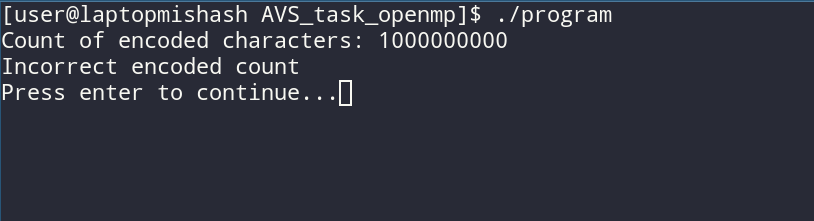 [user@laptopmishash AVS_task_openmp]$ ./program
Count of encoded characters: 1000000000
Incorrect encoded count
Press enter to continue...